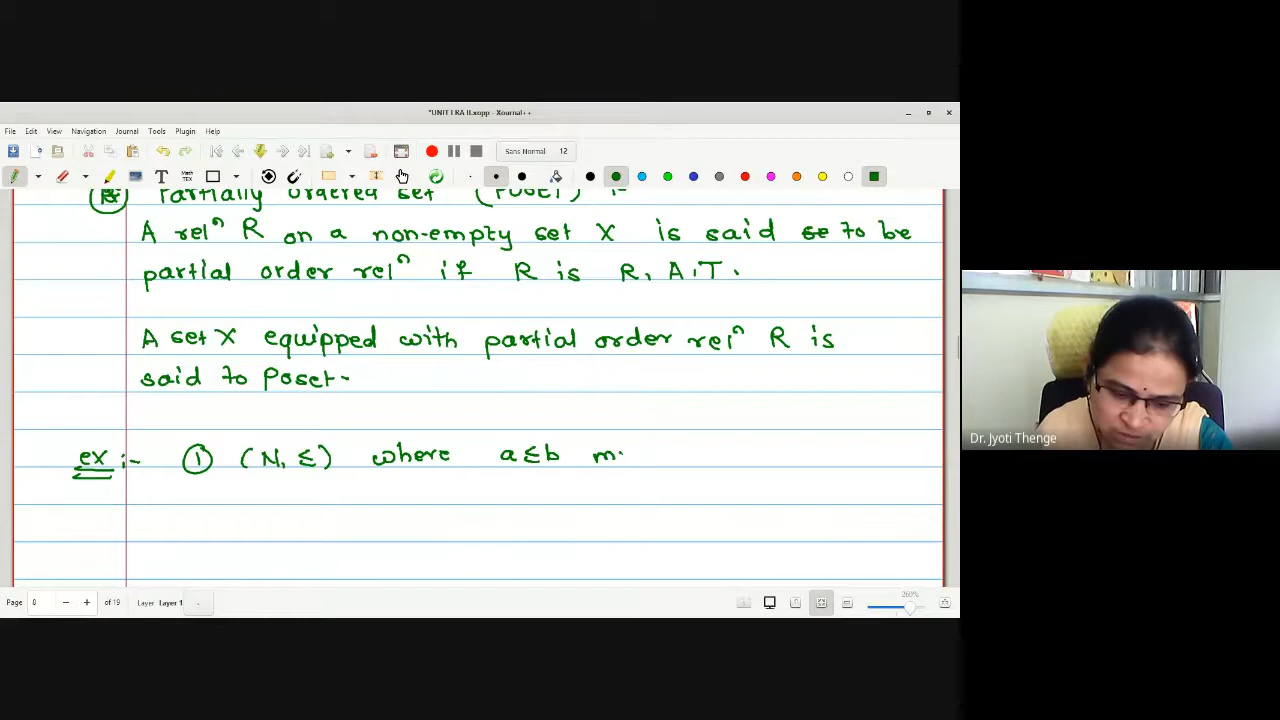 *UNIT I RA II.xopp - Xournal++
File Edit View Navigation Journal Tools Plugin Help
Sans Normal 12
Partially ordered set (POSET) :-
A relⁿ R on a non-empty set X is said to be
partial order relⁿ if R is R, A, T.
A set X equipped with partial order relⁿ R is
said to poset.
ex :- ① (N, ≤) where a≤b m.
Page 8 of 19 Layer Layer 1 260%
Dr. Jyoti Thenge